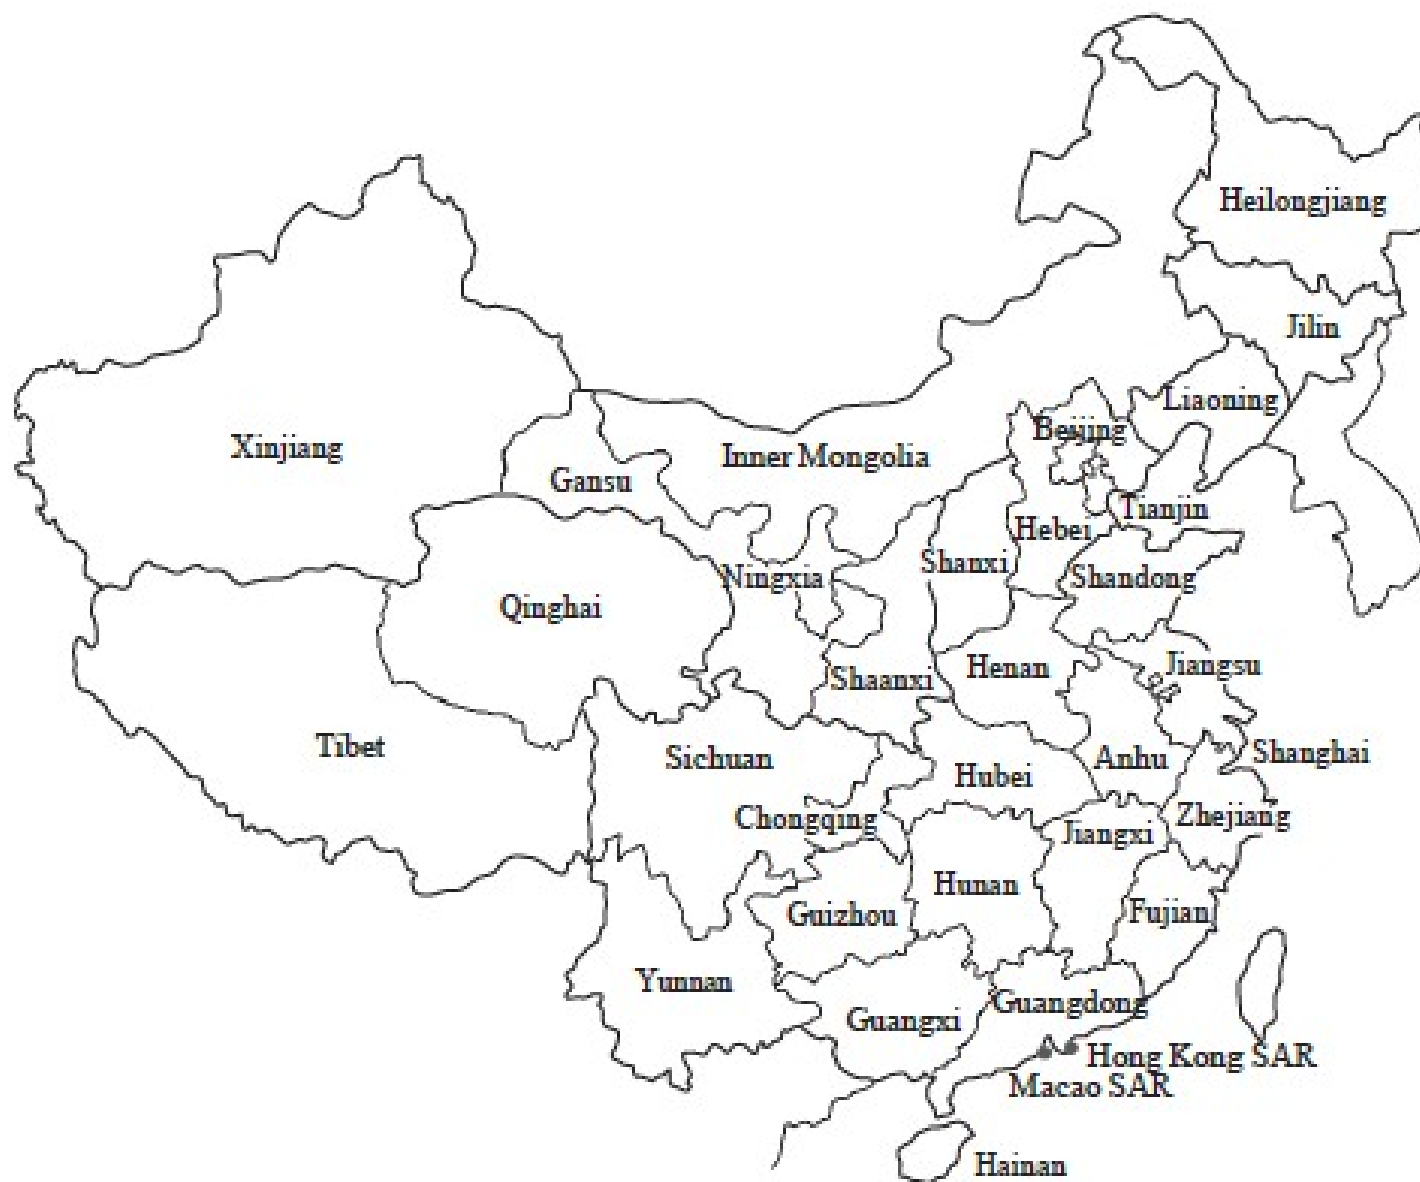 Heilongjiang
Jilin
Liaoning
Beijing
Xinjiang
Inner Mongolia
Gansu
Tianjin
Hebei
Shanxi
Ningxia
Shandong
Qinghai
Jiangsu
Henan
Shaanxi
Tibet
Shanghai
Sichuan
Anhu
Hubei
Zhejiang
Chongqing
Jiangxi
Hunan
Fujian
Guizhou
Yunnan
Guangdong
Guangxi
Hong Kong SAR
Macao SAR
Hainan